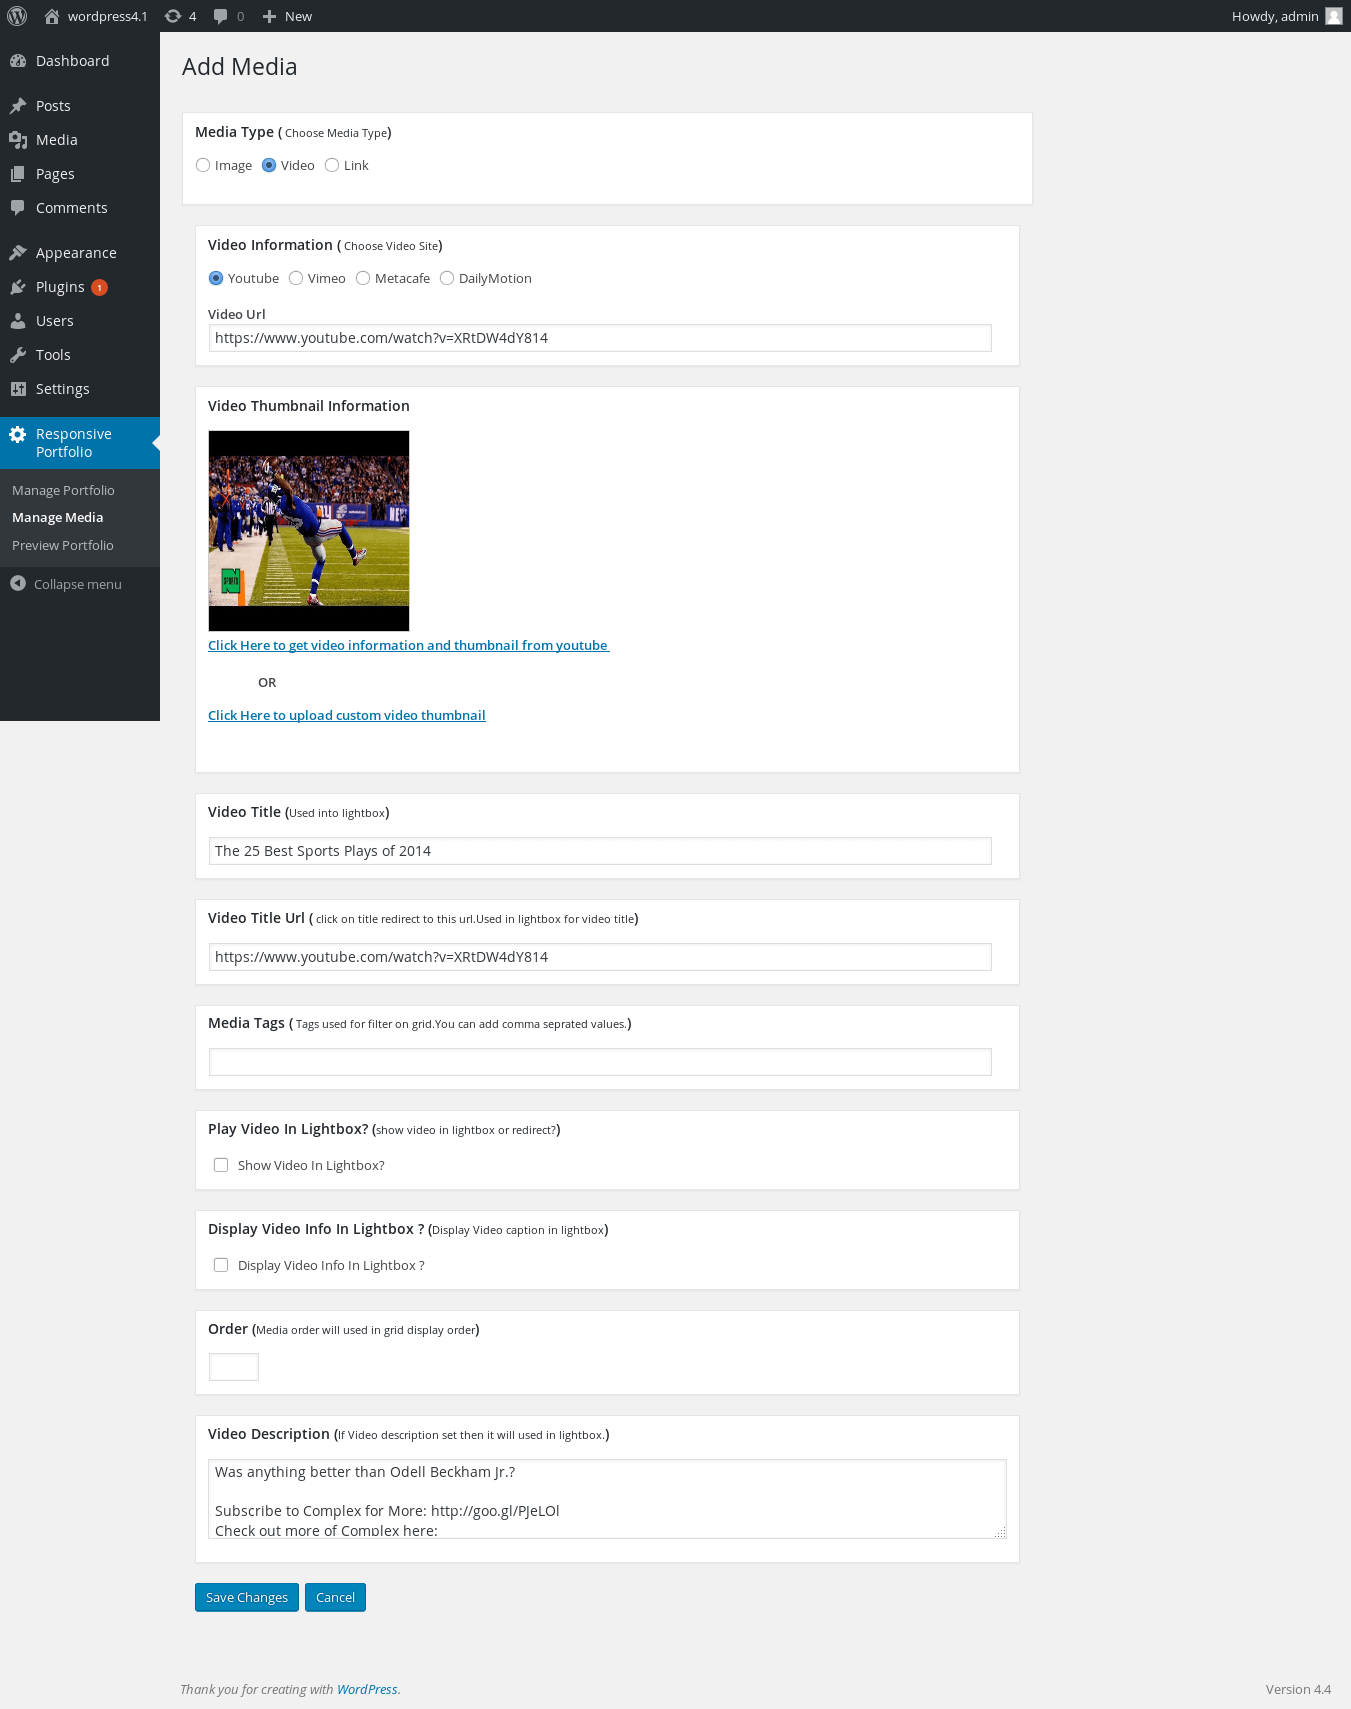 wordpress4.1 4 0 New Howdy, admin
Dashboard
Posts
Media
Pages
Comments
Appearance
Plugins 1
Users
Tools
Settings
Responsive
Portfolio
Manage Portfolio
Manage Media
Preview Portfolio
Collapse menu
Add Media
Media Type ( Choose Media Type)
Image Video Link
Video Information ( Choose Video Site)
Youtube Vimeo Metacafe DailyMotion
Video Url
https://www.youtube.com/watch?v=XRtDW4dY814
Video Thumbnail Information
N
SPORTS
Click Here to get video information and thumbnail from youtube
OR
Click Here to upload custom video thumbnail
Video Title (Used into lightbox)
The 25 Best Sports Plays of 2014
Video Title Url ( click on title redirect to this url.Used in lightbox for video title)
https://www.youtube.com/watch?v=XRtDW4dY814
Media Tags ( Tags used for filter on grid.You can add comma seprated values.)
Play Video In Lightbox? (show video in lightbox or redirect?)
Show Video In Lightbox?
Display Video Info In Lightbox ? (Display Video caption in lightbox)
Display Video Info In Lightbox ?
Order (Media order will used in grid display order)
Video Description (If Video description set then it will used in lightbox.)
Was anything better than Odell Beckham Jr.?
Subscribe to Complex for More: http://goo.gl/PJeLOl
Check out more of Complex here:
Save Changes Cancel
Thank you for creating with WordPress. Version 4.4